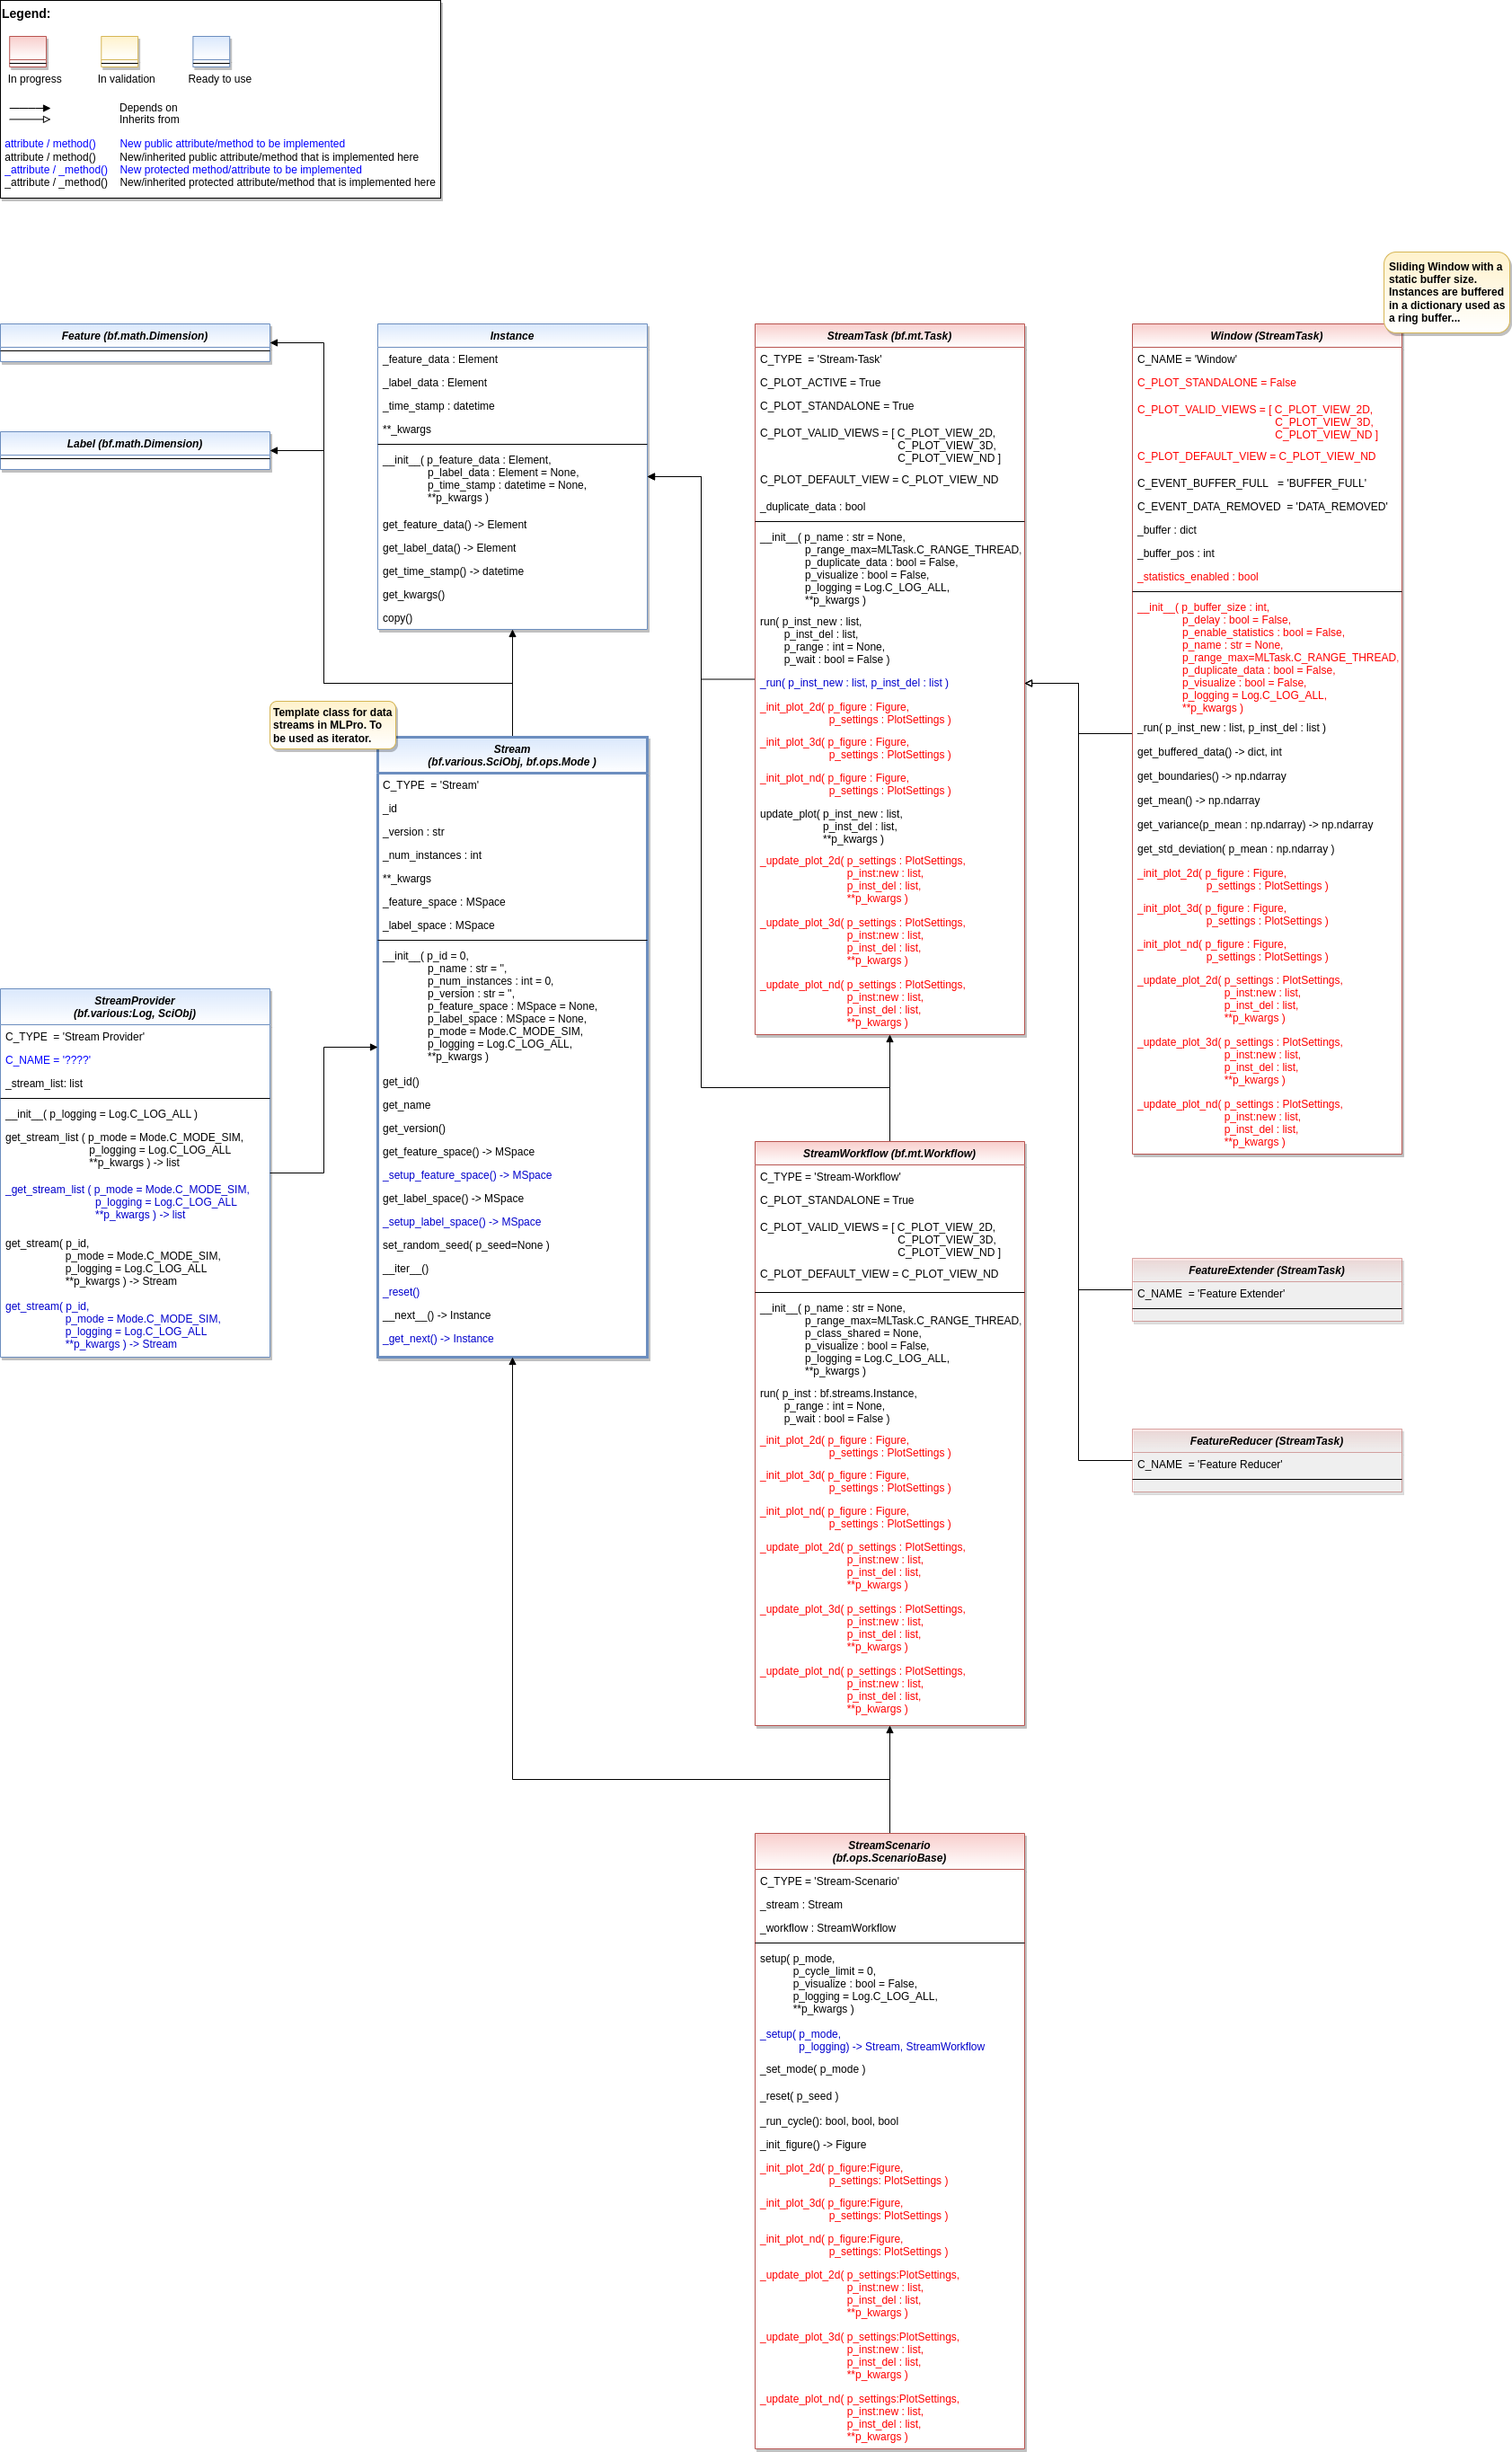 Legend:
In progress
In validation
Ready to use
Depends on
Inherits from
attribute / method() New public attribute/method to be implemented
attribute / method() New/inherited public attribute/method that is implemented here
_attribute / _method() New protected method/attribute to be implemented
_attribute / _method() New/inherited protected attribute/method that is implemented here
Sliding Window with a
static buffer size.
Instances are buffered
in a dictionary used as
a ring buffer...
Feature (bf.math.Dimension)
Label (bf.math.Dimension)
Instance
_feature_data : Element
_label_data : Element
_time_stamp : datetime
**_kwargs
__init__( p_feature_data : Element,
p_label_data : Element = None,
p_time_stamp : datetime = None,
**p_kwargs )
get_feature_data() -> Element
get_label_data() -> Element
get_time_stamp() -> datetime
get_kwargs()
copy()
Template class for data
streams in MLPro. To
be used as iterator.
Stream
(bf.various.SciObj, bf.ops.Mode )
C_TYPE = 'Stream'
_id
_version : str
_num_instances : int
**_kwargs
_feature_space : MSpace
_label_space : MSpace
__init__( p_id = 0,
p_name : str = '',
p_num_instances : int = 0,
p_version : str = '',
p_feature_space : MSpace = None,
p_label_space : MSpace = None,
p_mode = Mode.C_MODE_SIM,
p_logging = Log.C_LOG_ALL,
**p_kwargs )
get_id()
get_name
get_version()
get_feature_space() -> MSpace
_setup_feature_space() -> MSpace
get_label_space() -> MSpace
_setup_label_space() -> MSpace
set_random_seed( p_seed=None )
__iter__()
_reset()
__next__() -> Instance
_get_next() -> Instance
StreamProvider
(bf.various:Log, SciObj)
C_TYPE = 'Stream Provider'
C_NAME = '????'
_stream_list: list
__init__( p_logging = Log.C_LOG_ALL )
get_stream_list ( p_mode = Mode.C_MODE_SIM,
p_logging = Log.C_LOG_ALL
**p_kwargs ) -> list
_get_stream_list ( p_mode = Mode.C_MODE_SIM,
p_logging = Log.C_LOG_ALL
**p_kwargs ) -> list
get_stream( p_id,
p_mode = Mode.C_MODE_SIM,
p_logging = Log.C_LOG_ALL
**p_kwargs ) -> Stream
get_stream( p_id,
p_mode = Mode.C_MODE_SIM,
p_logging = Log.C_LOG_ALL
**p_kwargs ) -> Stream
StreamTask (bf.mt.Task)
C_TYPE = 'Stream-Task'
C_PLOT_ACTIVE = True
C_PLOT_STANDALONE = True
C_PLOT_VALID_VIEWS = [ C_PLOT_VIEW_2D,
C_PLOT_VIEW_3D,
C_PLOT_VIEW_ND ]
C_PLOT_DEFAULT_VIEW = C_PLOT_VIEW_ND
_duplicate_data : bool
__init__( p_name : str = None,
p_range_max=MLTask.C_RANGE_THREAD,
p_duplicate_data : bool = False,
p_visualize : bool = False,
p_logging = Log.C_LOG_ALL,
**p_kwargs )
run( p_inst_new : list,
p_inst_del : list,
p_range : int = None,
p_wait : bool = False )
_run( p_inst_new : list, p_inst_del : list )
_init_plot_2d( p_figure : Figure,
p_settings : PlotSettings )
_init_plot_3d( p_figure : Figure,
p_settings : PlotSettings )
_init_plot_nd( p_figure : Figure,
p_settings : PlotSettings )
update_plot( p_inst_new : list,
p_inst_del : list,
**p_kwargs )
_update_plot_2d( p_settings : PlotSettings,
p_inst:new : list,
p_inst_del : list,
**p_kwargs )
_update_plot_3d( p_settings : PlotSettings,
p_inst:new : list,
p_inst_del : list,
**p_kwargs )
_update_plot_nd( p_settings : PlotSettings,
p_inst:new : list,
p_inst_del : list,
**p_kwargs )
Window (StreamTask)
C_NAME = 'Window'
C_PLOT_STANDALONE = False
C_PLOT_VALID_VIEWS = [ C_PLOT_VIEW_2D,
C_PLOT_VIEW_3D,
C_PLOT_VIEW_ND ]
C_PLOT_DEFAULT_VIEW = C_PLOT_VIEW_ND
C_EVENT_BUFFER_FULL = 'BUFFER_FULL'
C_EVENT_DATA_REMOVED = 'DATA_REMOVED'
_buffer : dict
_buffer_pos : int
_statistics_enabled : bool
__init__( p_buffer_size : int,
p_delay : bool = False,
p_enable_statistics : bool = False,
p_name : str = None,
p_range_max=MLTask.C_RANGE_THREAD,
p_duplicate_data : bool = False,
p_visualize : bool = False,
p_logging = Log.C_LOG_ALL,
**p_kwargs )
_run( p_inst_new : list, p_inst_del : list )
get_buffered_data() -> dict, int
get_boundaries() -> np.ndarray
get_mean() -> np.ndarray
get_variance(p_mean : np.ndarray) -> np.ndarray
get_std_deviation( p_mean : np.ndarray )
_init_plot_2d( p_figure : Figure,
p_settings : PlotSettings )
_init_plot_3d( p_figure : Figure,
p_settings : PlotSettings )
_init_plot_nd( p_figure : Figure,
p_settings : PlotSettings )
_update_plot_2d( p_settings : PlotSettings,
p_inst:new : list,
p_inst_del : list,
**p_kwargs )
_update_plot_3d( p_settings : PlotSettings,
p_inst:new : list,
p_inst_del : list,
**p_kwargs )
_update_plot_nd( p_settings : PlotSettings,
p_inst:new : list,
p_inst_del : list,
**p_kwargs )
StreamWorkflow (bf.mt.Workflow)
C_TYPE = 'Stream-Workflow'
C_PLOT_STANDALONE = True
C_PLOT_VALID_VIEWS = [ C_PLOT_VIEW_2D,
C_PLOT_VIEW_3D,
C_PLOT_VIEW_ND ]
C_PLOT_DEFAULT_VIEW = C_PLOT_VIEW_ND
__init__( p_name : str = None,
p_range_max=MLTask.C_RANGE_THREAD,
p_class_shared = None,
p_visualize : bool = False,
p_logging = Log.C_LOG_ALL,
**p_kwargs )
run( p_inst : bf.streams.Instance,
p_range : int = None,
p_wait : bool = False )
_init_plot_2d( p_figure : Figure,
p_settings : PlotSettings )
_init_plot_3d( p_figure : Figure,
p_settings : PlotSettings )
_init_plot_nd( p_figure : Figure,
p_settings : PlotSettings )
_update_plot_2d( p_settings : PlotSettings,
p_inst:new : list,
p_inst_del : list,
**p_kwargs )
_update_plot_3d( p_settings : PlotSettings,
p_inst:new : list,
p_inst_del : list,
**p_kwargs )
_update_plot_nd( p_settings : PlotSettings,
p_inst:new : list,
p_inst_del : list,
**p_kwargs )
FeatureExtender (StreamTask)
C_NAME = 'Feature Extender'
FeatureReducer (StreamTask)
C_NAME = 'Feature Reducer'
StreamScenario
(bf.ops.ScenarioBase)
C_TYPE = 'Stream-Scenario'
_stream : Stream
_workflow : StreamWorkflow
setup( p_mode,
p_cycle_limit = 0,
p_visualize : bool = False,
p_logging = Log.C_LOG_ALL,
**p_kwargs )
_setup( p_mode,
p_logging) -> Stream, StreamWorkflow
_set_mode( p_mode )
_reset( p_seed )
_run_cycle(): bool, bool, bool
_init_figure() -> Figure
_init_plot_2d( p_figure:Figure,
p_settings: PlotSettings )
_init_plot_3d( p_figure:Figure,
p_settings: PlotSettings )
_init_plot_nd( p_figure:Figure,
p_settings: PlotSettings )
_update_plot_2d( p_settings:PlotSettings,
p_inst:new : list,
p_inst_del : list,
**p_kwargs )
_update_plot_3d( p_settings:PlotSettings,
p_inst:new : list,
p_inst_del : list,
**p_kwargs )
_update_plot_nd( p_settings:PlotSettings,
p_inst:new : list,
p_inst_del : list,
**p_kwargs )